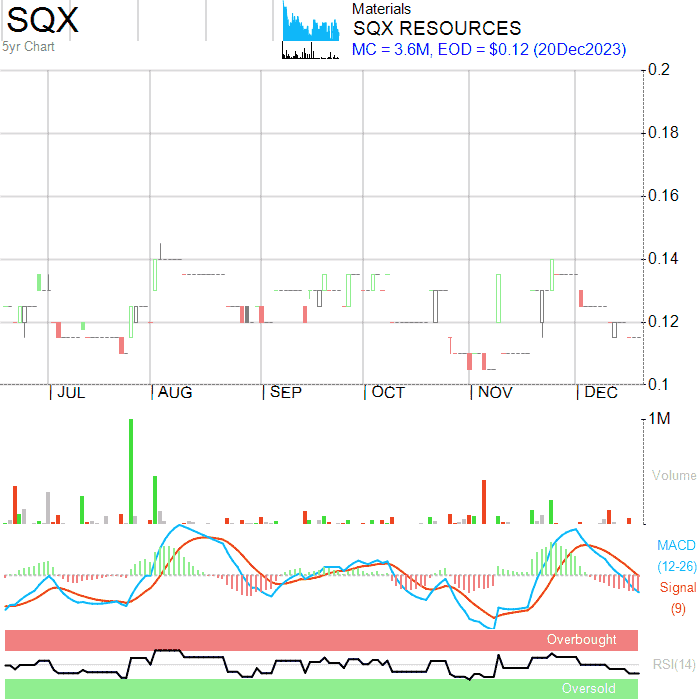 SQX
5yr Chart
Materials
SQX RESOURCES
MC = 3.6M, EOD = $0.12 (20Dec2023)
0.2
0.18
0.16
0.14
0.12
0.1
JUL AUG SEP OCT NOV DEC
1M
Volume
MACD
(12-26)
Signal
(9)
Overbought
RSI(14)
Oversold